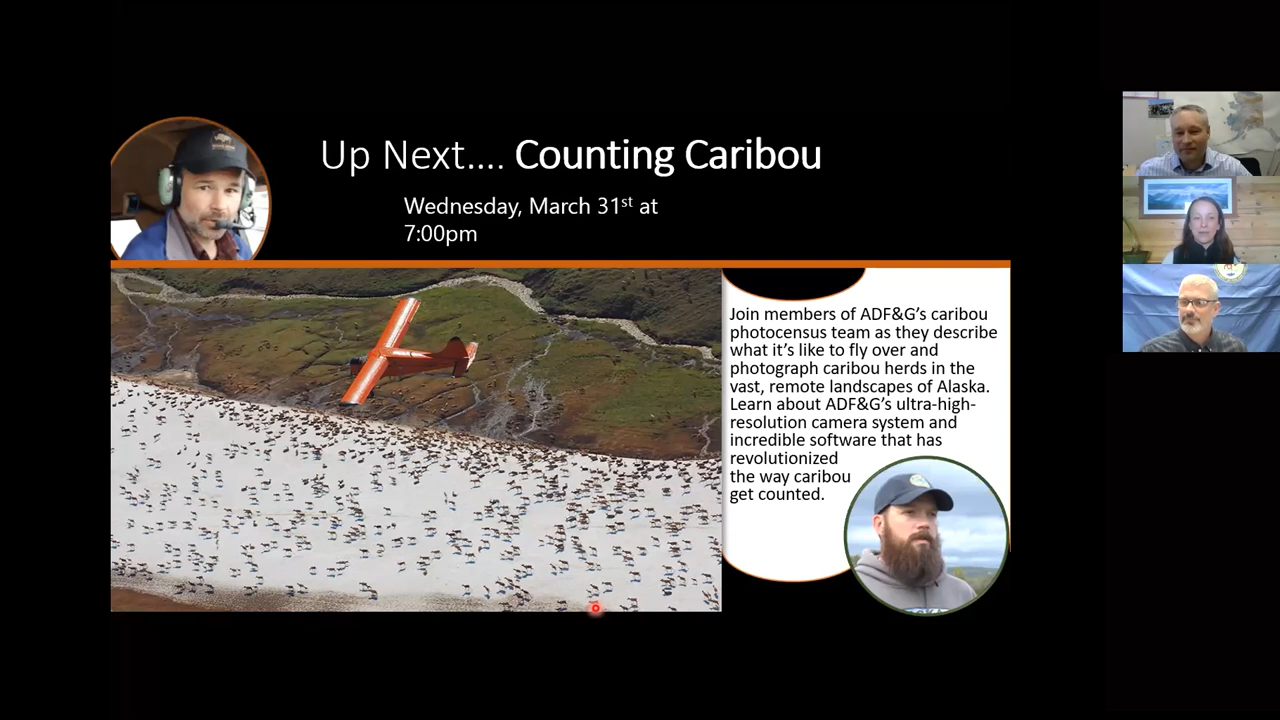 Up Next.... Counting Caribou
Wednesday, March 31st at
7:00pm
Join members of ADF&G's caribou
photocensus team as they describe
what it's like to fly over and
photograph caribou herds in the
vast, remote landscapes of Alaska.
Learn about ADF&G's ultra-high-
resolution camera system and
incredible software that has
revolutionized
the way caribou
get counted.